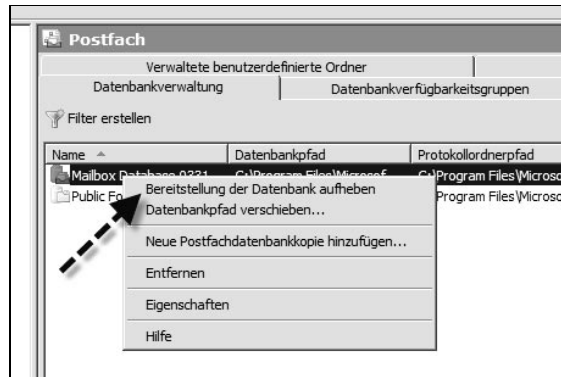 Postfach
Verwaltete benutzerdefinierte Ordner
Datenbankverwaltung Datenbankverfügbarkeitsgruppen
Filter erstellen
Name Datenbankpfad Protokollordnerpfad
Mailbox Database 0331 C:\Program Files\Microsof C:\Program Files\Microso
Public Fo Program Files\Microso
Bereitstellung der Datenbank aufheben
Datenbankpfad verschieben...
Neue Postfachdatenbankkopie hinzufügen...
Entfernen
Eigenschaften
Hilfe